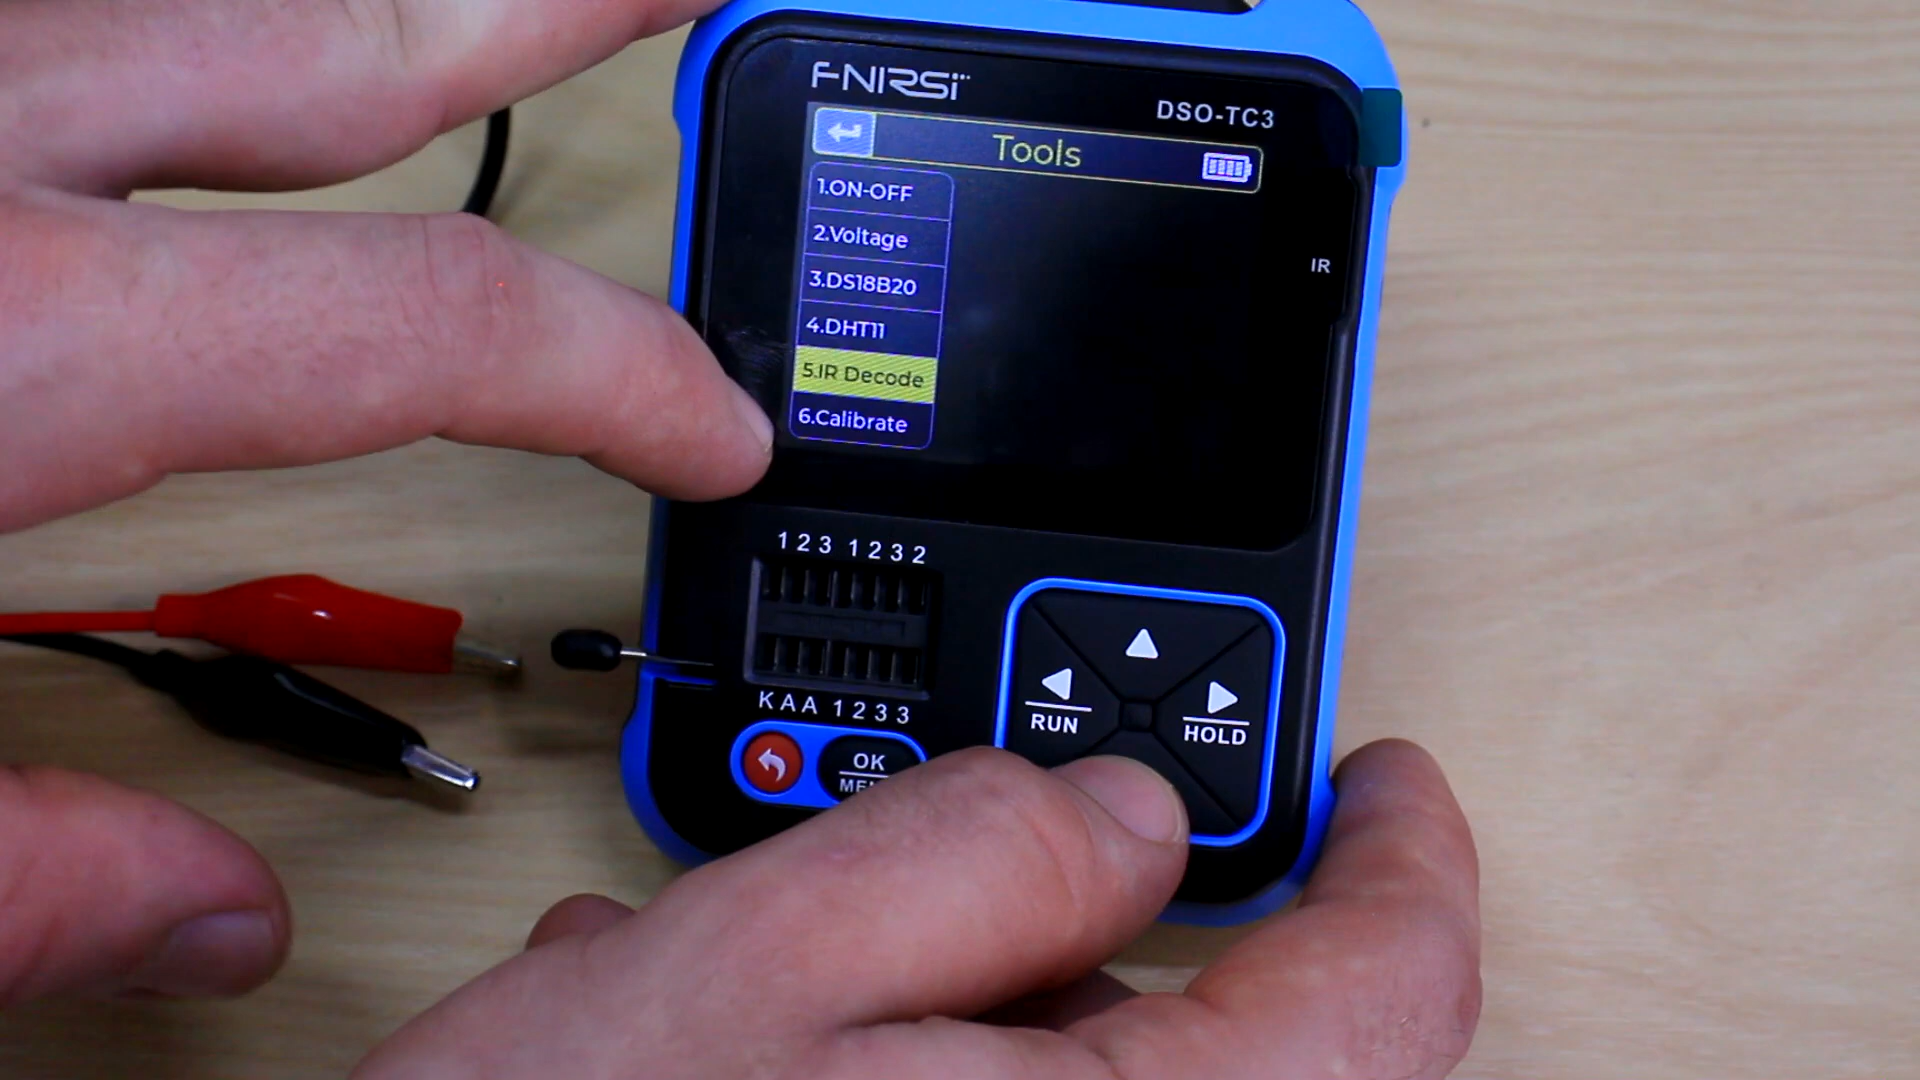 FNIRSI
DSO-TC3
Tools
1.ON-OFF
2.Voltage
3.DS18B20
4.DHT11
5.IR Decode
6.Calibrate
IR
1 2 3 1 2 3 2
K A A 1 2 3 3
OK
RUN
HOLD